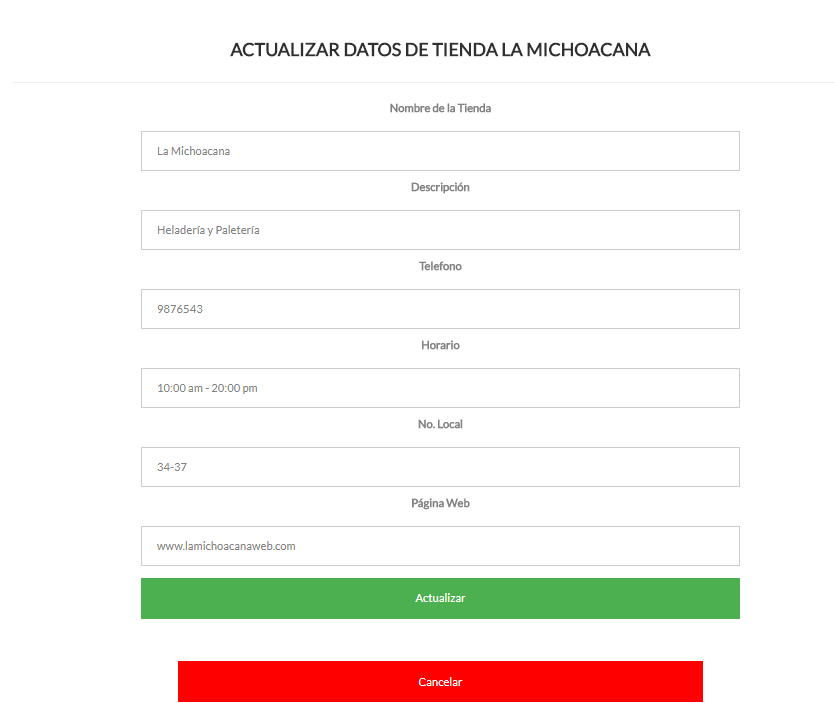 ACTUALIZAR DATOS DE TIENDA LA MICHOACANA
Nombre de la Tienda
La Michoacana
Descripción
Heladería y Paletería
Telefono
9876543
Horario
10:00 am - 20:00 pm
No. Local
34-37
Página Web
www.lamichoacanaweb.com
Actualizar
Cancelar